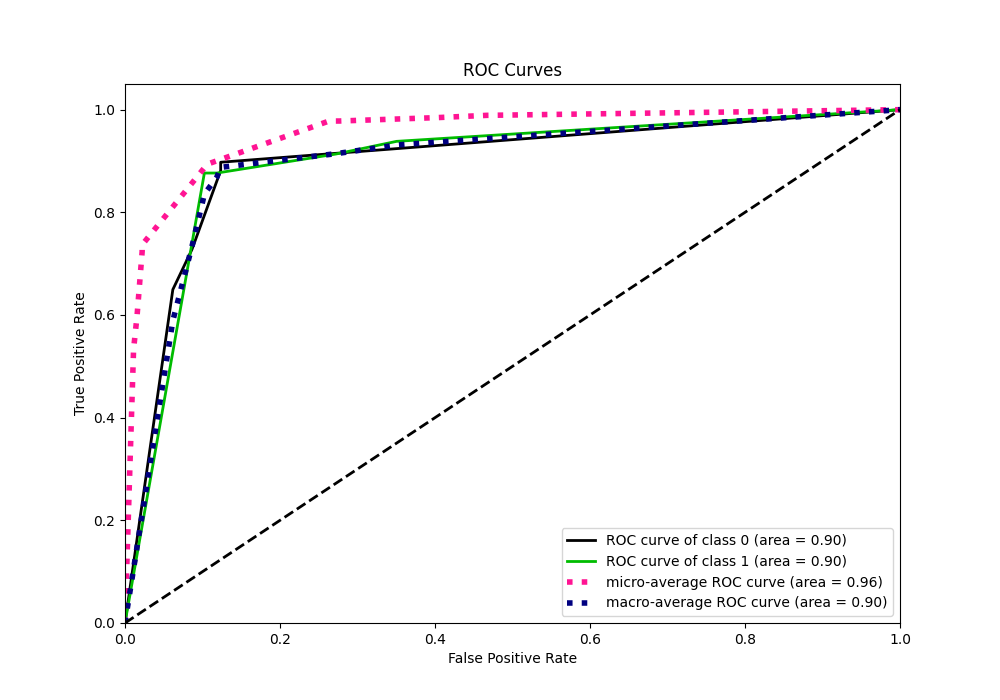 ROC Curves
True Positive Rate
1.0
0.8
0.6
0.4
0.2
0.0
ROC curve of class 0 (area = 0.90)
ROC curve of class 1 (area = 0.90)
micro-average ROC curve (area = 0.96)
macro-average ROC curve (area = 0.90)
0.0 0.2 0.4 0.6 0.8 1.0
False Positive Rate